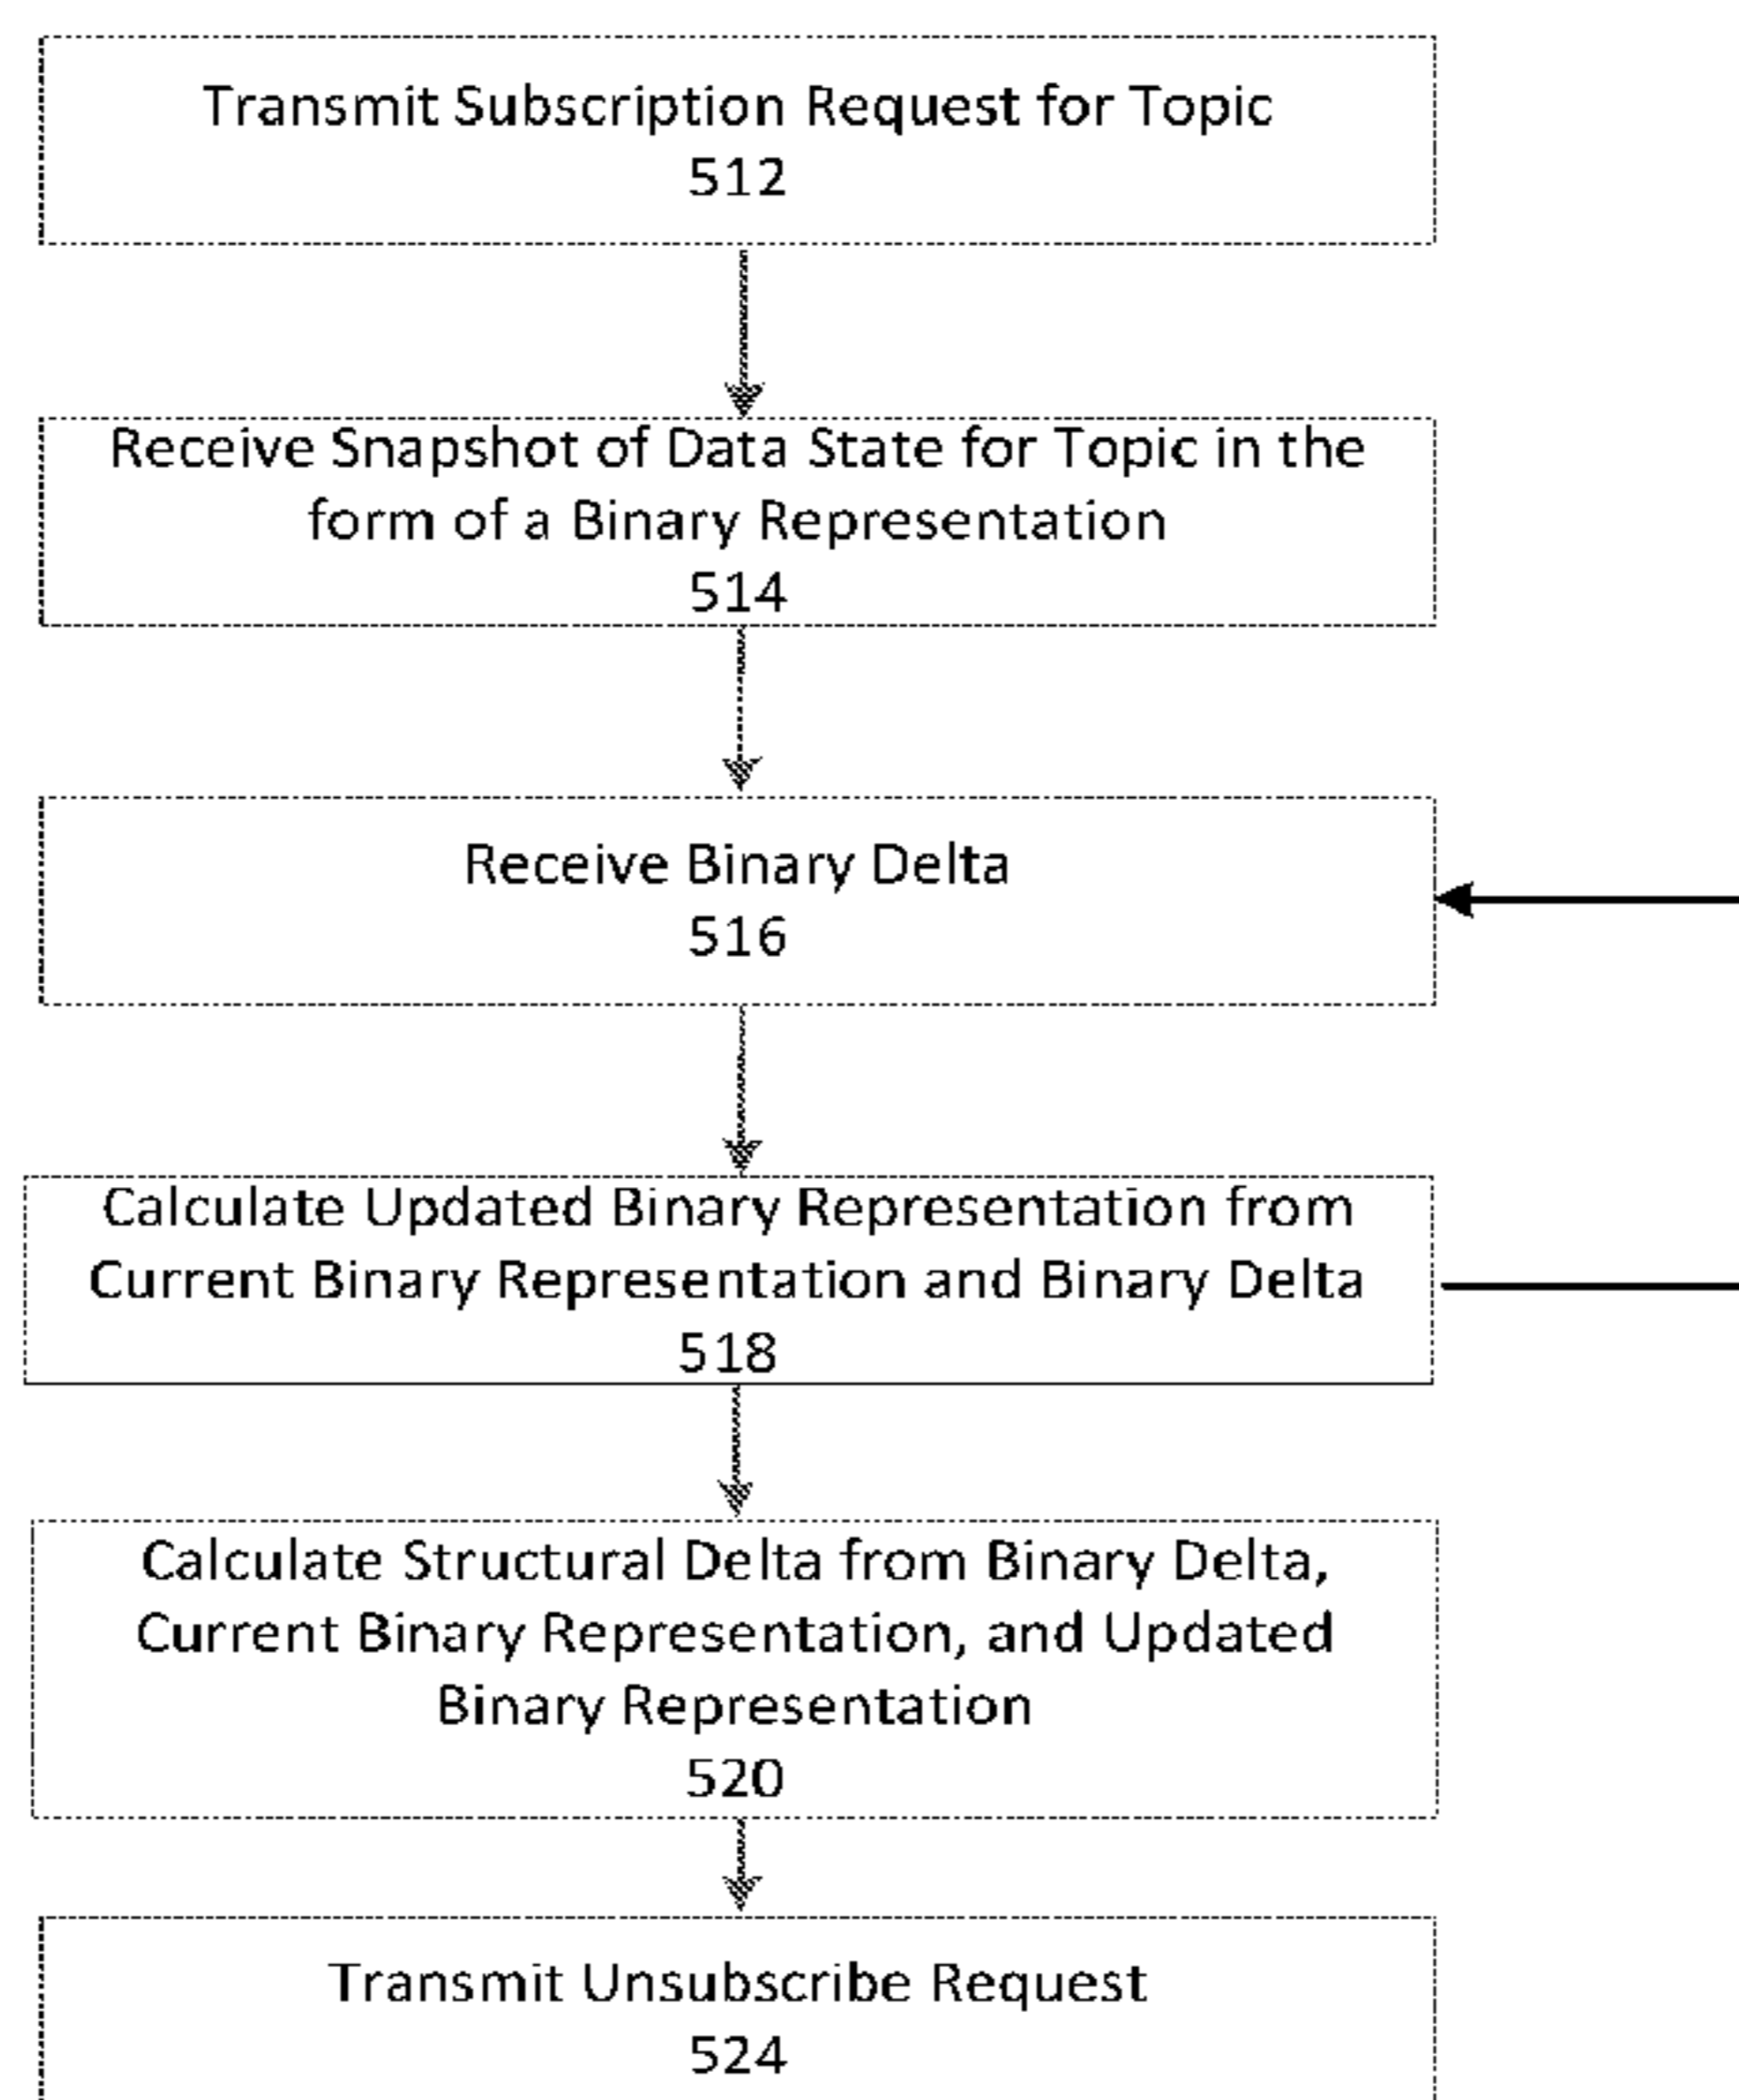 Transmit Subscription Request for Topic
512
Receive Snapshot of Data State for Topic in the
form of a Binary Representation
514
Receive Binary Delta
516
Calculate Updated Binary Representation from
Current Binary Representation and Binary Delta
518
Calculate Structural Delta from Binary Delta,
Current Binary Representation, and Updated
Binary Representation
520
Transmit Unsubscribe Request
524